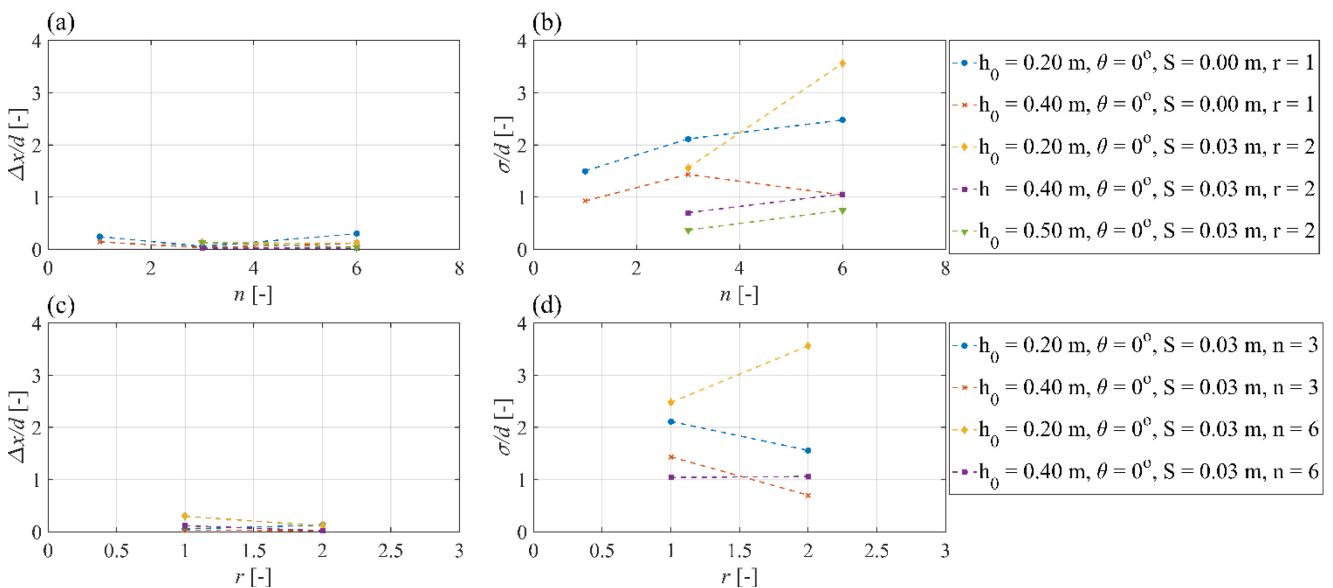 (a)
4
3
2
1
0
Δx/d [-]
0 2 4 6 8
n [-]
(b)
4
3
2
1
0
σ/d [-]
0 2 4 6 8
n [-]
h₀ = 0.20 m, θ = 0°, S = 0.00 m, r = 1
h₀ = 0.40 m, θ = 0°, S = 0.00 m, r = 1
h₀ = 0.20 m, θ = 0°, S = 0.03 m, r = 2
h = 0.40 m, θ = 0°, S = 0.03 m, r = 2
h₀ = 0.50 m, θ = 0°, S = 0.03 m, r = 2
(c)
4
3
2
1
0
Δx/d [-]
0 0.5 1 1.5 2 2.5 3
r [-]
(d)
4
3
2
1
0
σ/d [-]
0 0.5 1 1.5 2 2.5 3
r [-]
h₀ = 0.20 m, θ = 0°, S = 0.03 m, n = 3
h₀ = 0.40 m, θ = 0°, S = 0.03 m, n = 3
h₀ = 0.20 m, θ = 0°, S = 0.03 m, n = 6
h₀ = 0.40 m, θ = 0°, S = 0.03 m, n = 6